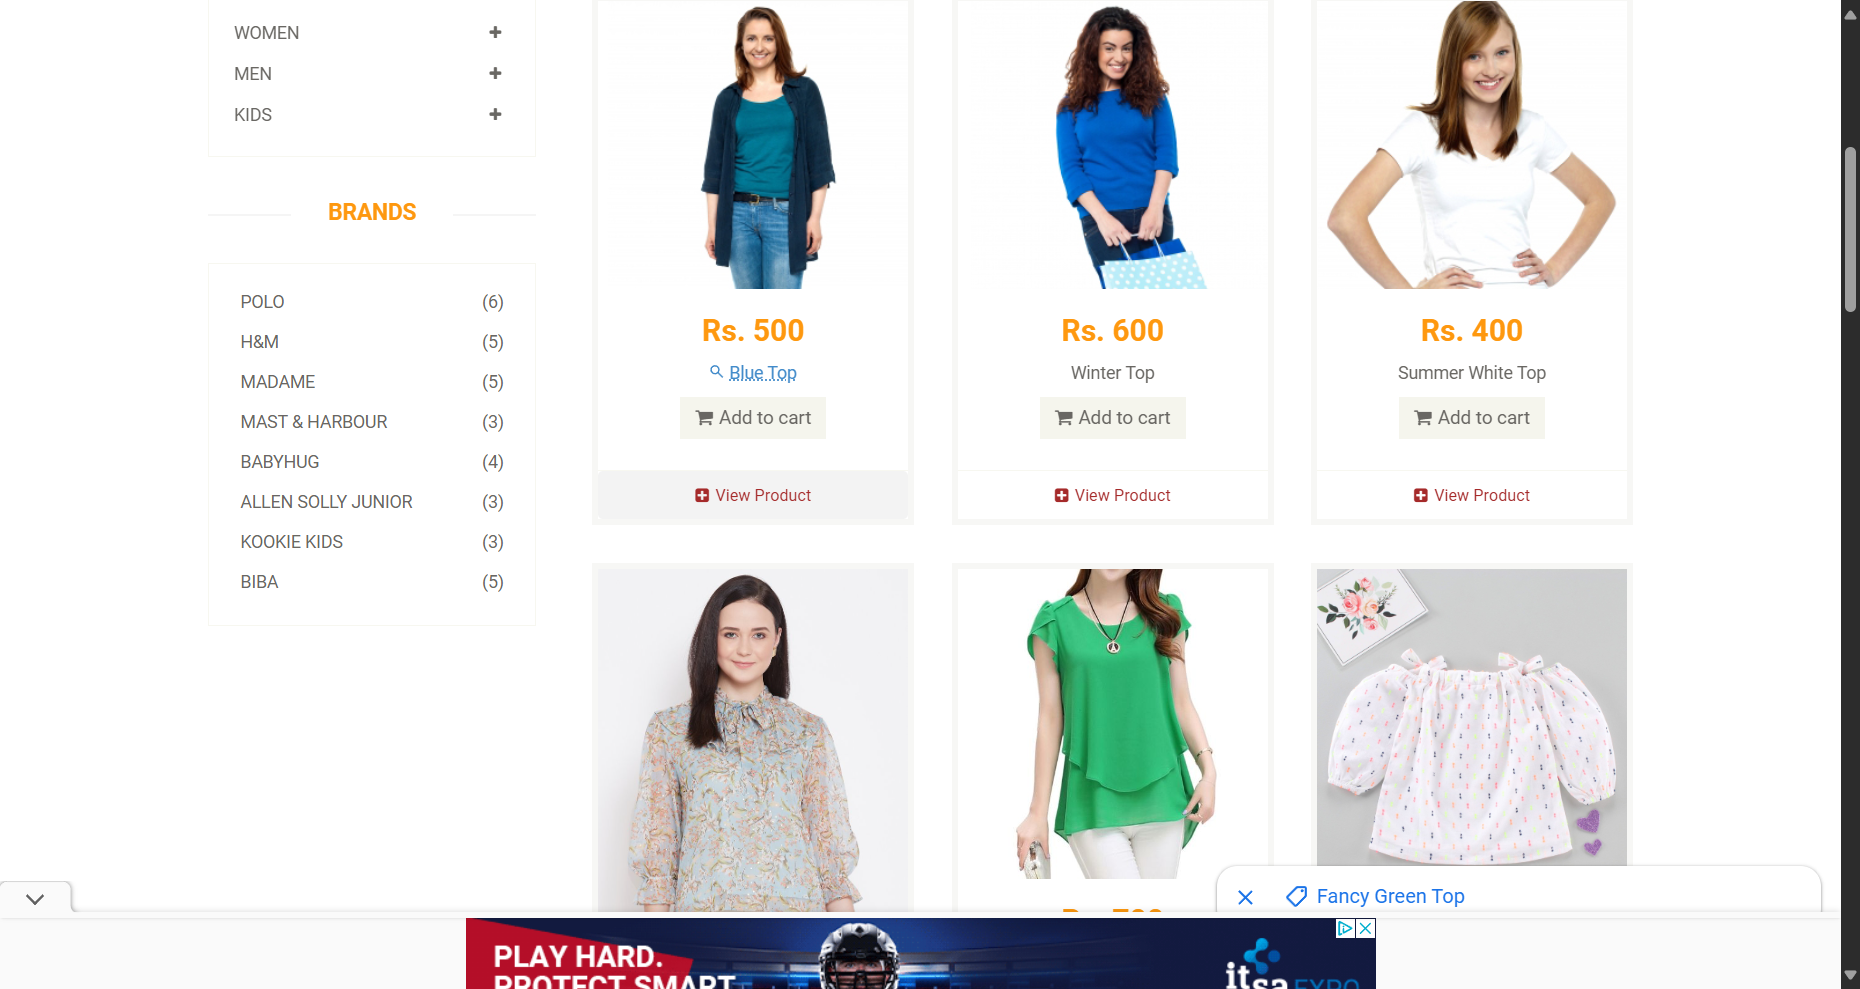 WOMEN
MEN
KIDS
BRANDS
POLO (6)
H&M (5)
MADAME (5)
MAST & HARBOUR (3)
BABYHUG (4)
ALLEN SOLLY JUNIOR (3)
KOOKIE KIDS (3)
BIBA (5)
Rs. 500
Blue Top
Add to cart
View Product
Rs. 600
Winter Top
Add to cart
View Product
Rs. 400
Summer White Top
Add to cart
View Product
Fancy Green Top
PLAY HARD.
PROTECT SMART
itsa EXPO